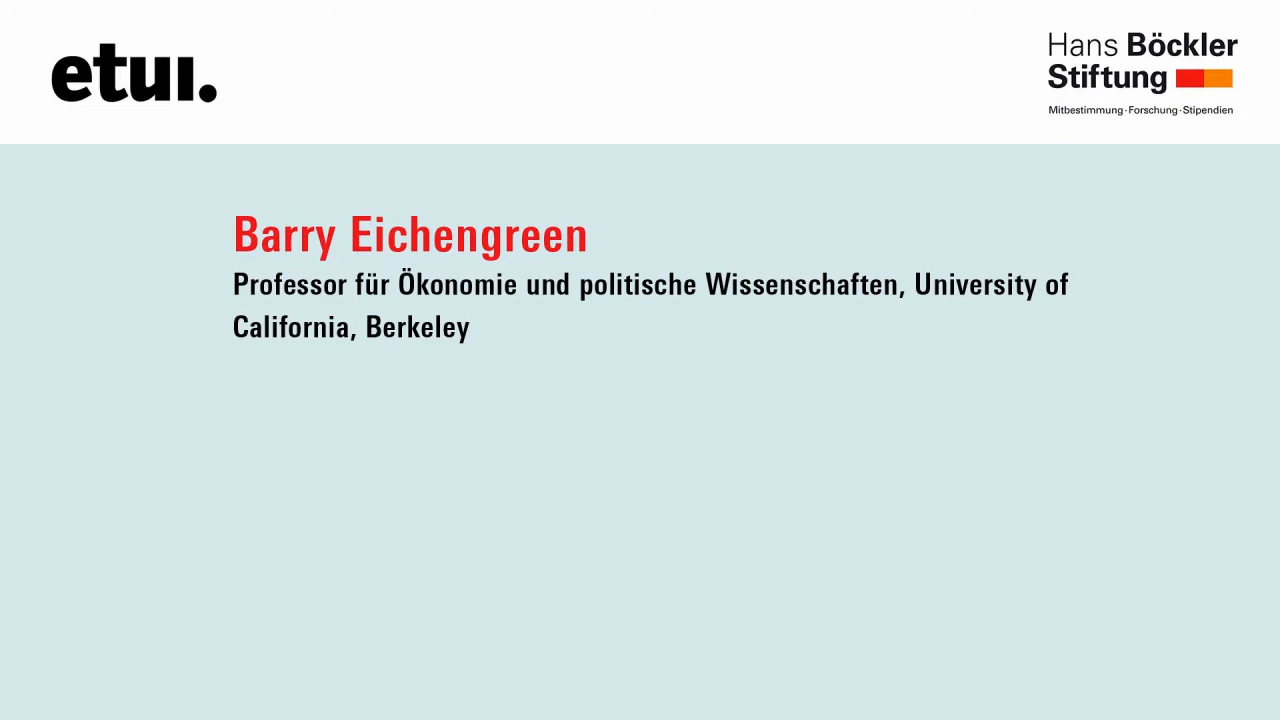 etui.
Hans Böckler
Stiftung
Mitbestimmung·Forschung·Stipendien
Barry Eichengreen
Professor für Ökonomie und politische Wissenschaften, University of
California, Berkeley